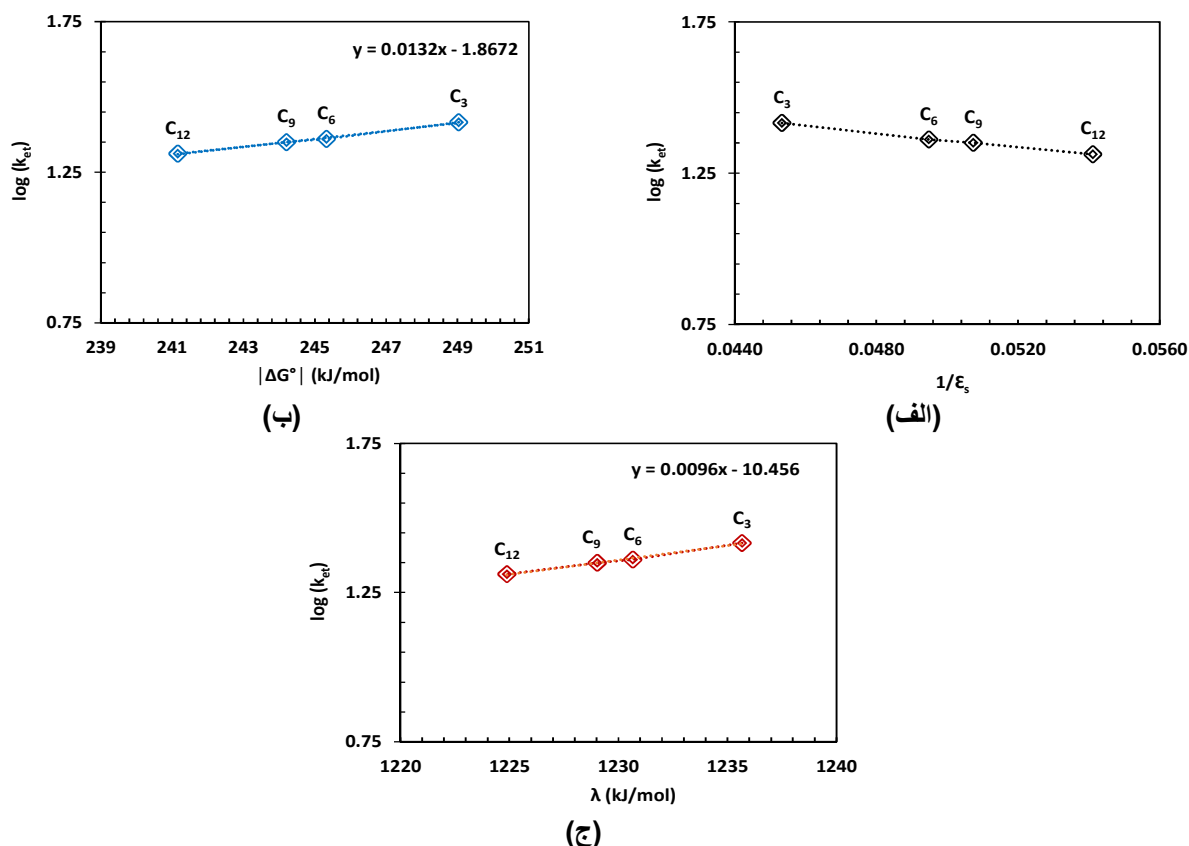 1.75
1.25
0.75
log (kₑₜ)
y = 0.0132x - 1.8672
C₁₂
C₉
C₆
C₃
239 241 243 245 247 249 251
|ΔG°| (kJ/mol)
(ب)
1.75
1.25
0.75
log (kₑₜ)
C₃
C₆
C₉
C₁₂
0.0440 0.0480 0.0520 0.0560
1/Ɛₛ
(الف)
1.75
1.25
0.75
log (kₑₜ)
y = 0.0096x - 10.456
C₁₂
C₉
C₆
C₃
1220 1225 1230 1235 1240
λ (kJ/mol)
(ج)